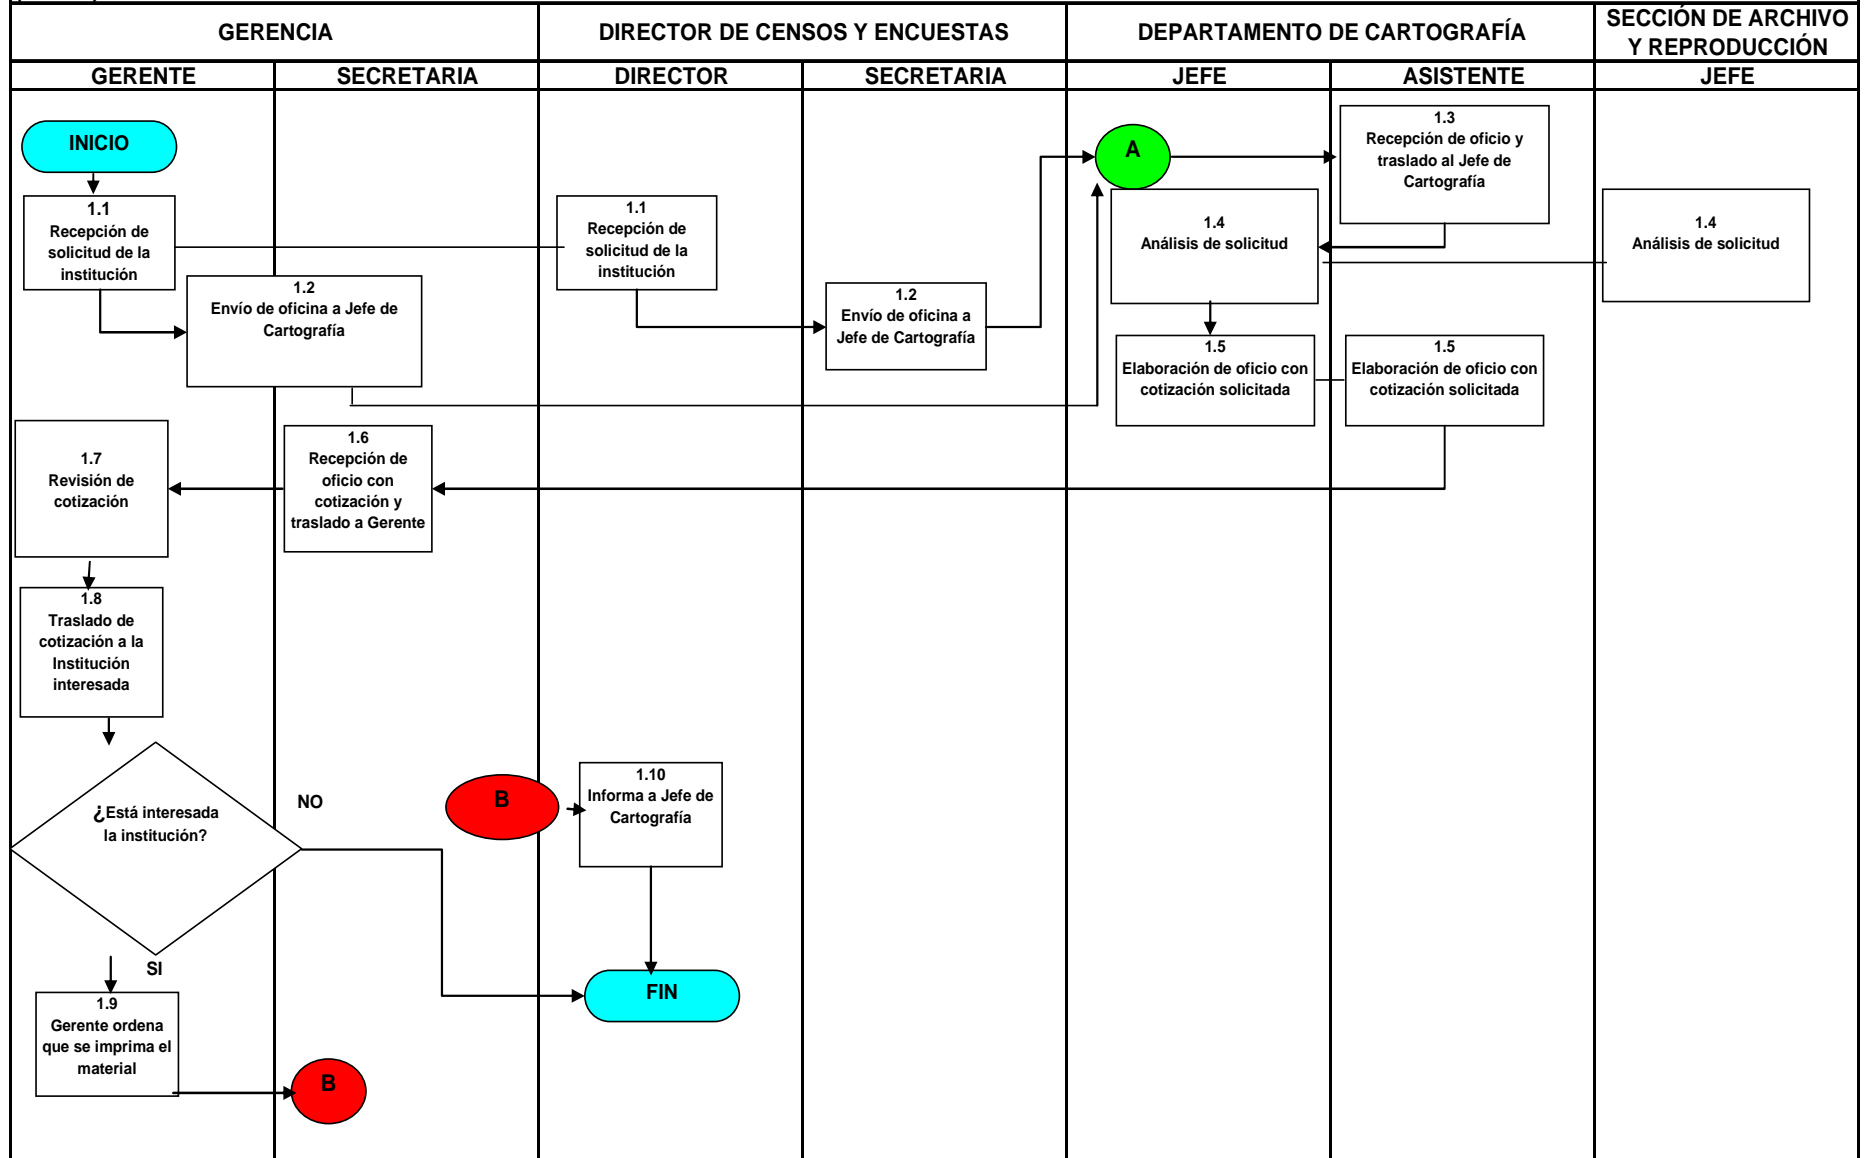 GERENCIA
DIRECTOR DE CENSOS Y ENCUESTAS
DEPARTAMENTO DE CARTOGRAFÍA
SECCIÓN DE ARCHIVO
Y REPRODUCCIÓN
GERENTE
SECRETARIA
DIRECTOR
SECRETARIA
JEFE
ASISTENTE
JEFE
INICIO
1.1
Recepción de
solicitud de la
institución
1.2
Envío de oficina a Jefe de
Cartografía
1.1
Recepción de
solicitud de la
institución
1.2
Envío de oficina a
Jefe de Cartografía
A
1.3
Recepción de oficio y
traslado al Jefe de
Cartografía
1.4
Análisis de solicitud
1.4
Análisis de solicitud
1.5
Elaboración de oficio con
cotización solicitada
1.5
Elaboración de oficio con
cotización solicitada
1.6
Recepción de
oficio con
cotización y
traslado a Gerente
1.7
Revisión de
cotización
1.8
Traslado de
cotización a la
Institución
interesada
¿Está interesada
la institución?
NO
SI
B
1.10
Informa a Jefe de
Cartografía
FIN
1.9
Gerente ordena
que se imprima el
material
B